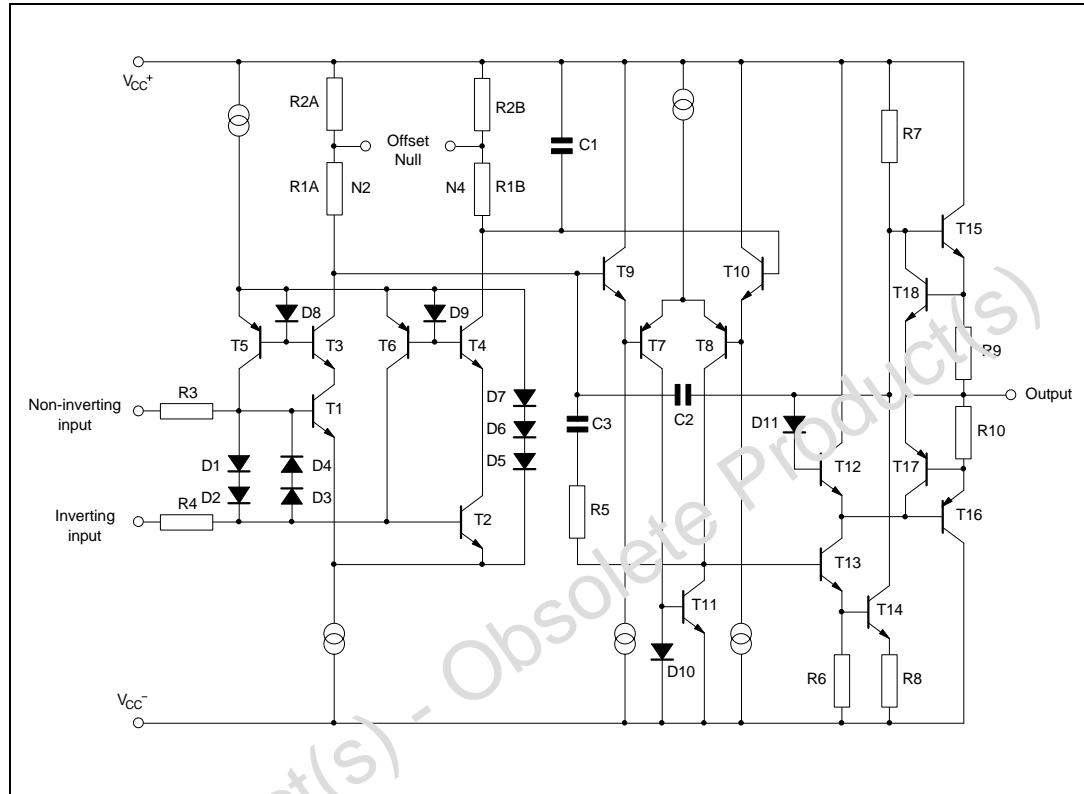 VCC+
R2A
R2B
Offset
Null
C1
R7
R1A
N2
N4
R1B
T15
T9
T10
T18
D8
D9
T5
T3
T6
T4
T7
T8
R9
R3
Non-inverting
input
T1
D7
C2
Output
D6
C3
D11
R10
D1
D4
D5
T12
T17
D2
D3
R4
Inverting
input
T2
R5
T16
T13
T11
T14
D10
R6
R8
VCC-
ct(s) - Obsolete Product(s)